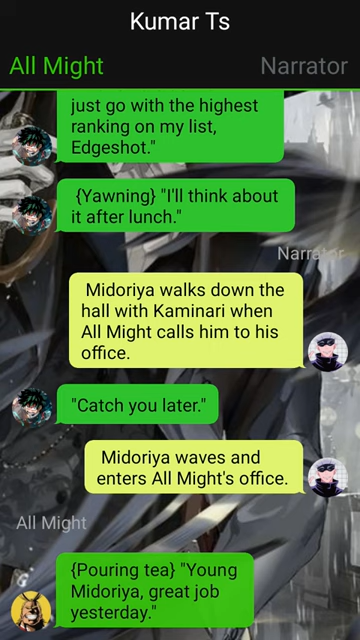 Kumar Ts
All Might
Narrator
just go with the highest
ranking on my list,
Edgeshot."
{Yawning} "I'll think about
it after lunch."
Narrator
Midoriya walks down the
hall with Kaminari when
All Might calls him to his
office.
"Catch you later."
Midoriya waves and
enters All Might's office.
All Might
{Pouring tea} "Young
Midoriya, great job
yesterday."